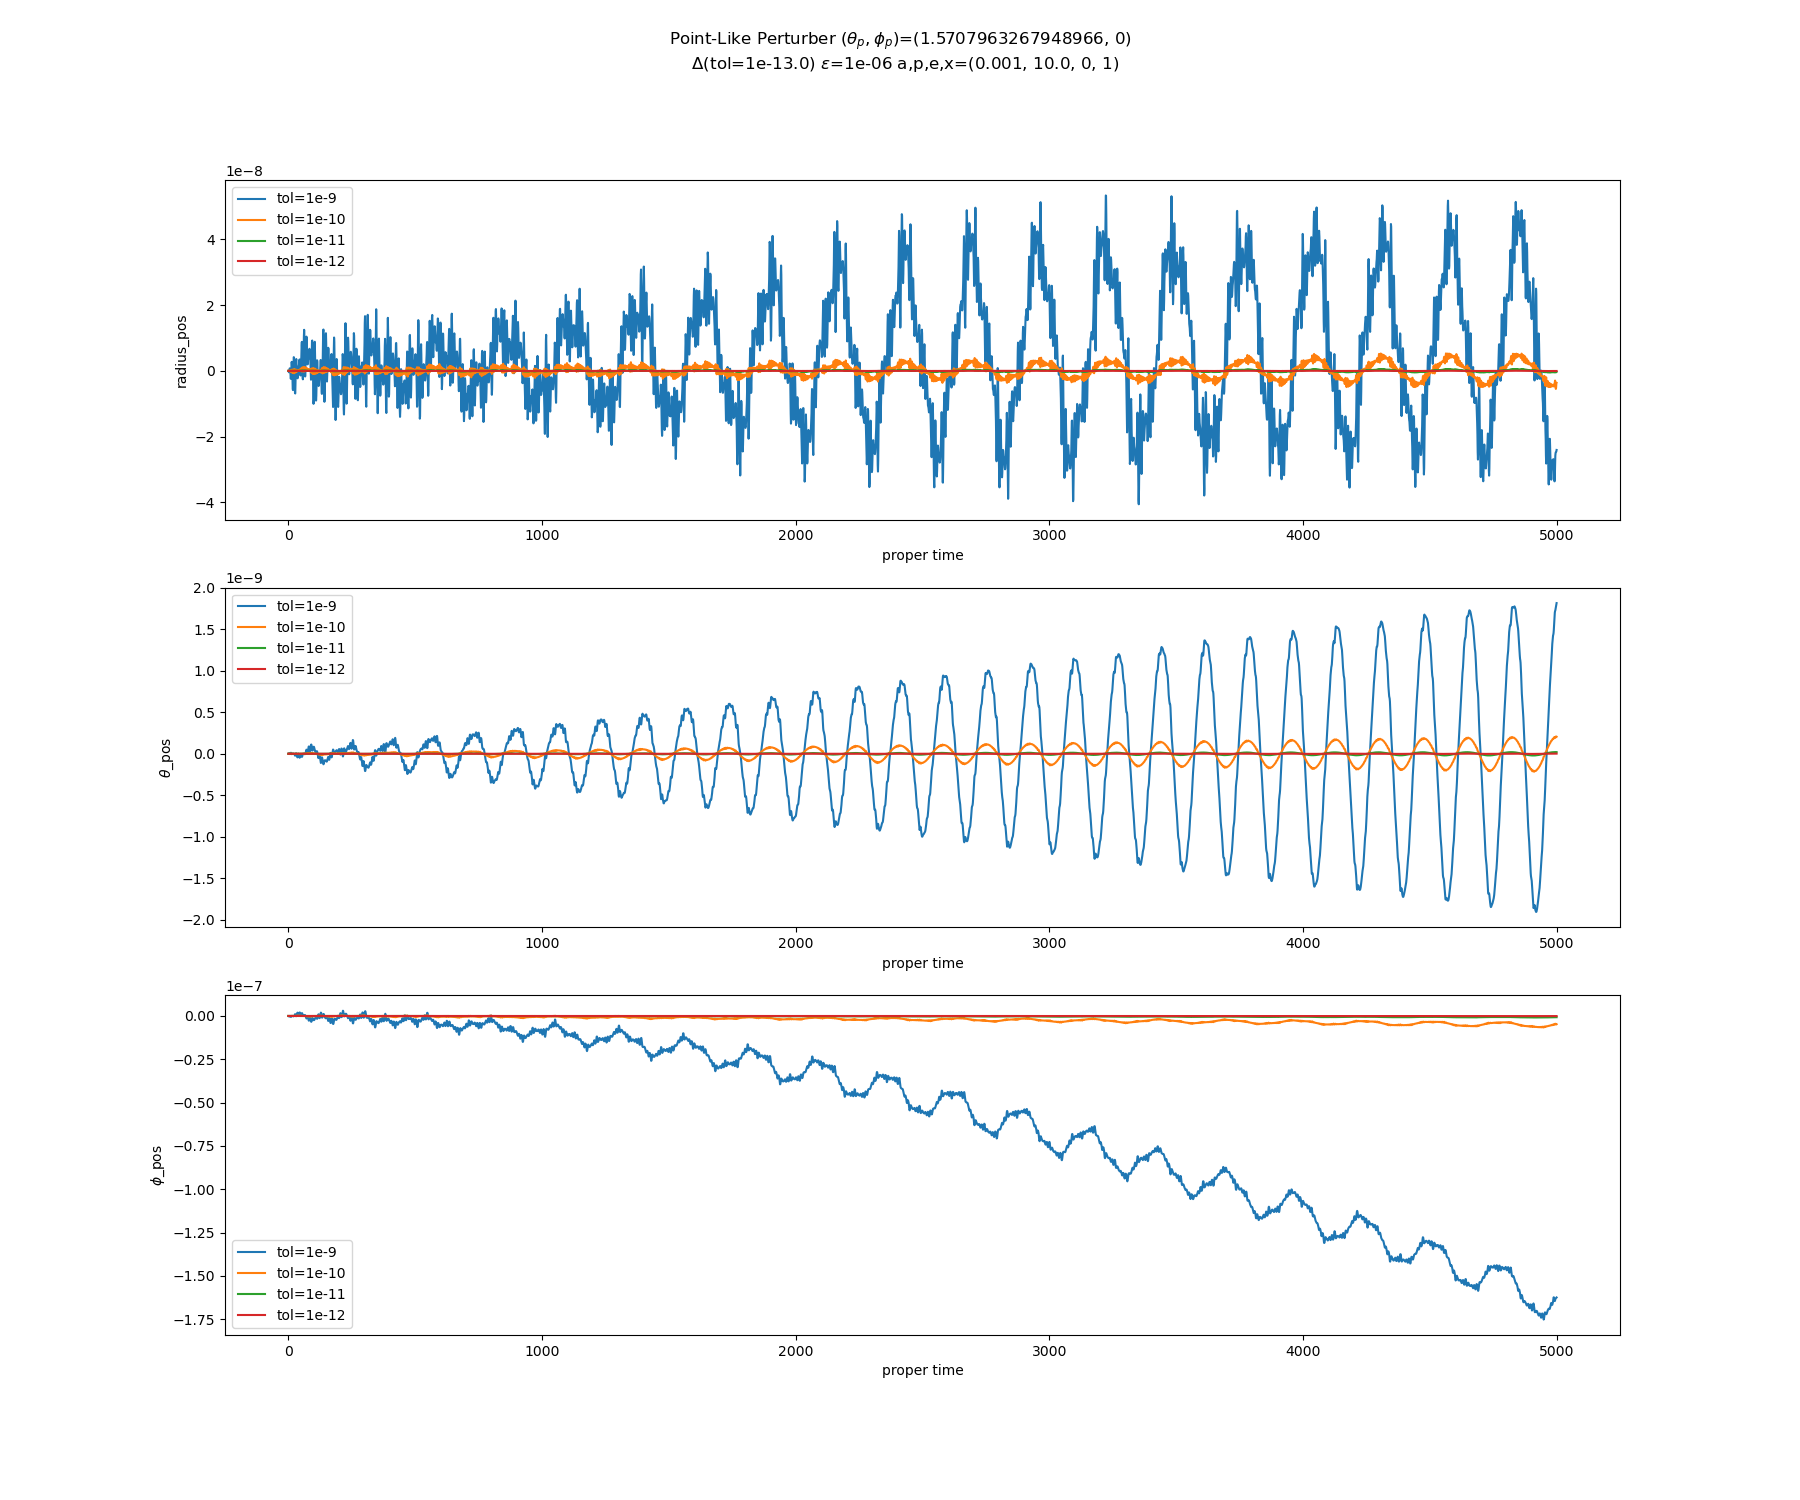 Point-Like Perturber (θₚ, ϕₚ)=(1.5707963267948966, 0)
Δ(tol=1e-13.0) ε=1e-06 a,p,e,x=(0.001, 10.0, 0, 1)
1e−8
tol=1e-9
tol=1e-10
tol=1e-11
tol=1e-12
4
2
0
−2
−4
radius_pos
0 1000 2000 3000 4000 5000
proper time
1e−9
tol=1e-9
tol=1e-10
tol=1e-11
tol=1e-12
2.0
1.5
1.0
0.5
0.0
−0.5
−1.0
−1.5
−2.0
θ_pos
0 1000 2000 3000 4000 5000
proper time
1e−7
0.00
−0.25
−0.50
−0.75
−1.00
−1.25
−1.50
−1.75
ϕ_pos
tol=1e-9
tol=1e-10
tol=1e-11
tol=1e-12
0 1000 2000 3000 4000 5000
proper time